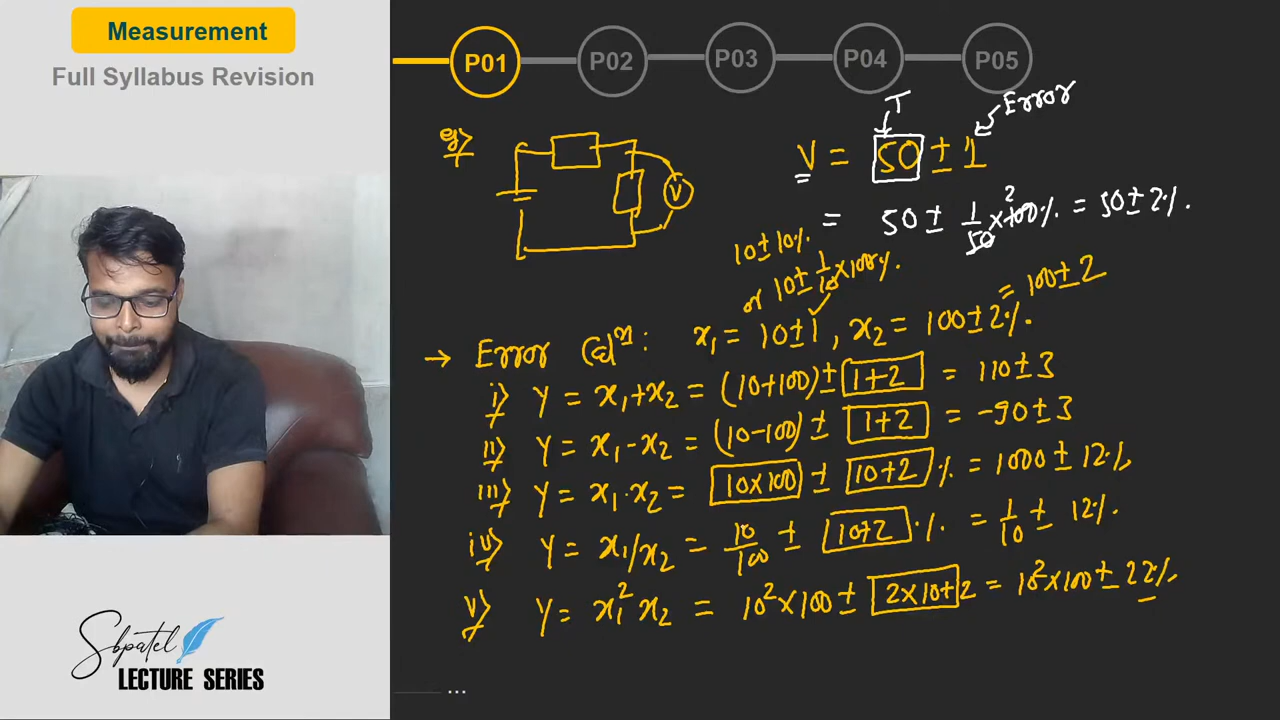 Measurement
Full Syllabus Revision
P01 P02 P03 P04 P05
eg>
V
T
Error
V = 50 ± 1
= 50 ± 1/50 × 100% = 50 ± 2%.
2
10 ± 10%.
or 10 ± 1/10 × 100%.
= 100 ± 2
→ Error : x₁ = 10 ± 1, x₂ = 100 ± 2%.
i> Y = x₁ + x₂ = (10+100) ± 1+2 = 110 ± 3
ii> Y = x₁ - x₂ = (10-100) ± 1+2 = -90 ± 3
iii> Y = x₁ · x₂ = 10×100 ± 10+2 % = 1000 ± 12%
iv> Y = x₁/x₂ = 10/100 ± 10+2 % = 1/10 ± 12%.
v> Y = x₁² x₂ = 10² × 100 ± 2×10+2 = 10² × 100 ± 22%
Sbpatel
LECTURE SERIES
...